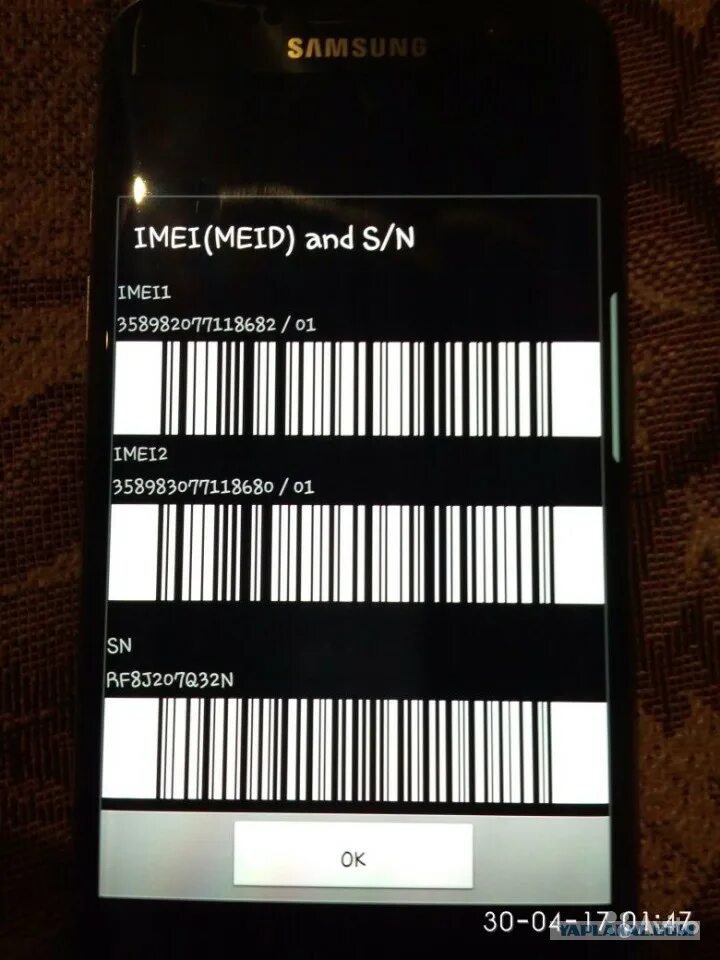 SAMSUNG
IMEI(MEID) and S/N
IMEI1
358982077118682 / 01
IMEI2
358983077118680 / 01
SN
RF8J207Q32N
OK
30-04-17 01:47